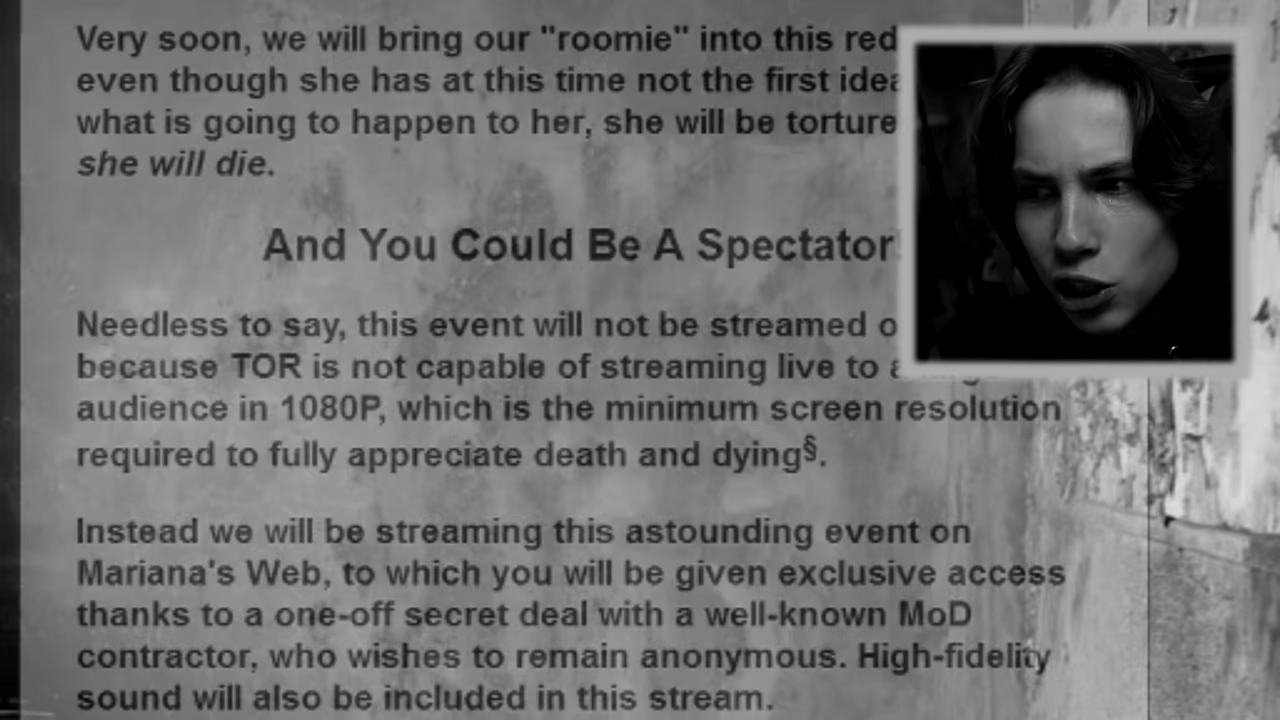 Very soon, we will bring our "roomie" into this red
even though she has at this time not the first idea
what is going to happen to her, she will be torture
she will die.
And You Could Be A Spectator!
Needless to say, this event will not be streamed o
because TOR is not capable of streaming live to a
audience in 1080P, which is the minimum screen resolution
required to fully appreciate death and dying§.
Instead we will be streaming this astounding event on
Mariana's Web, to which you will be given exclusive access
thanks to a one-off secret deal with a well-known MoD
contractor, who wishes to remain anonymous. High-fidelity
sound will also be included in this stream.